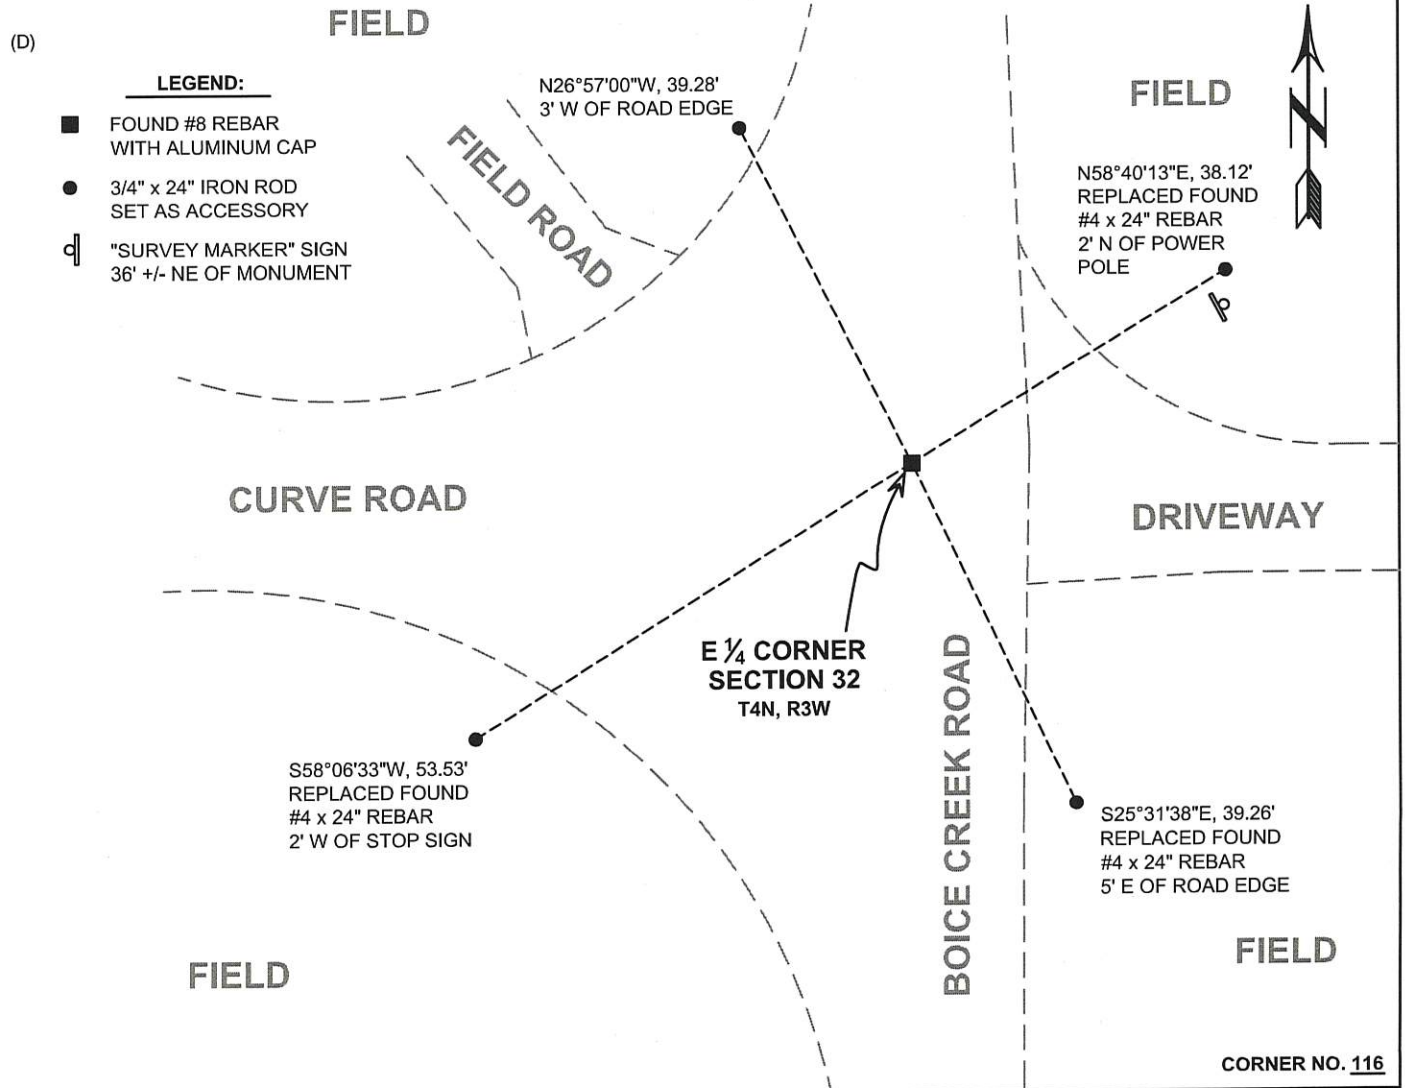 (D)
FIELD
LEGEND:
FOUND #8 REBAR
WITH ALUMINUM CAP
3/4" x 24" IRON ROD
SET AS ACCESSORY
"SURVEY MARKER" SIGN
36' +/- NE OF MONUMENT
N26°57'00"W, 39.28'
3' W OF ROAD EDGE
FIELD ROAD
FIELD
N
N58°40'13"E, 38.12'
REPLACED FOUND
#4 x 24" REBAR
2' N OF POWER
POLE
CURVE ROAD
DRIVEWAY
E ¼ CORNER
SECTION 32
T4N, R3W
BOICE CREEK ROAD
S58°06'33"W, 53.53'
REPLACED FOUND
#4 x 24" REBAR
2' W OF STOP SIGN
S25°31'38"E, 39.26'
REPLACED FOUND
#4 x 24" REBAR
5' E OF ROAD EDGE
FIELD
FIELD
CORNER NO. 116